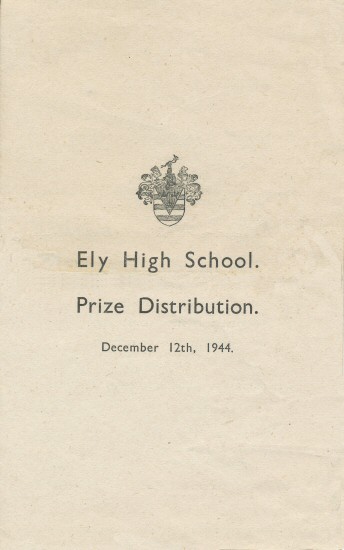 Ely High School.
Prize Distribution.
December 12th, 1944.